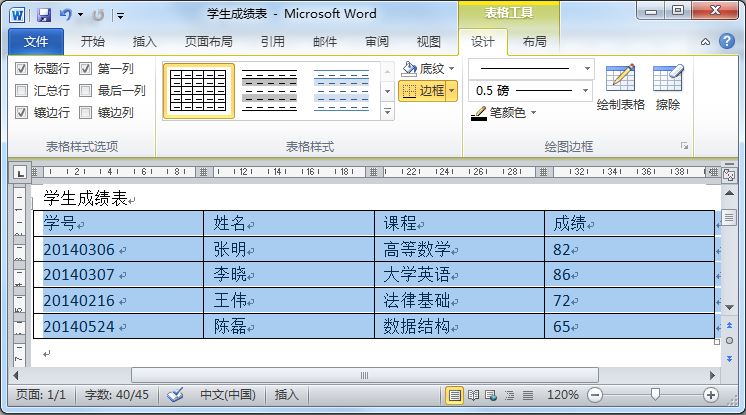 学生成绩表 - Microsoft Word
表格工具
文件 开始 插入 页面布局 引用 邮件 审阅 视图 设计 布局
标题行 第一列
汇总行 最后一列
镶边行 镶边列
表格样式选项
表格样式
底纹
边框
0.5 磅
笔颜色
绘制表格 擦除
绘图边框
学生成绩表
学号 姓名 课程 成绩
20140306 张明 高等数学 82
20140307 李晓 大学英语 86
20140216 王伟 法律基础 72
20140524 陈磊 数据结构 65
页面: 1/1 字数: 40/45 中文(中国) 插入 120%